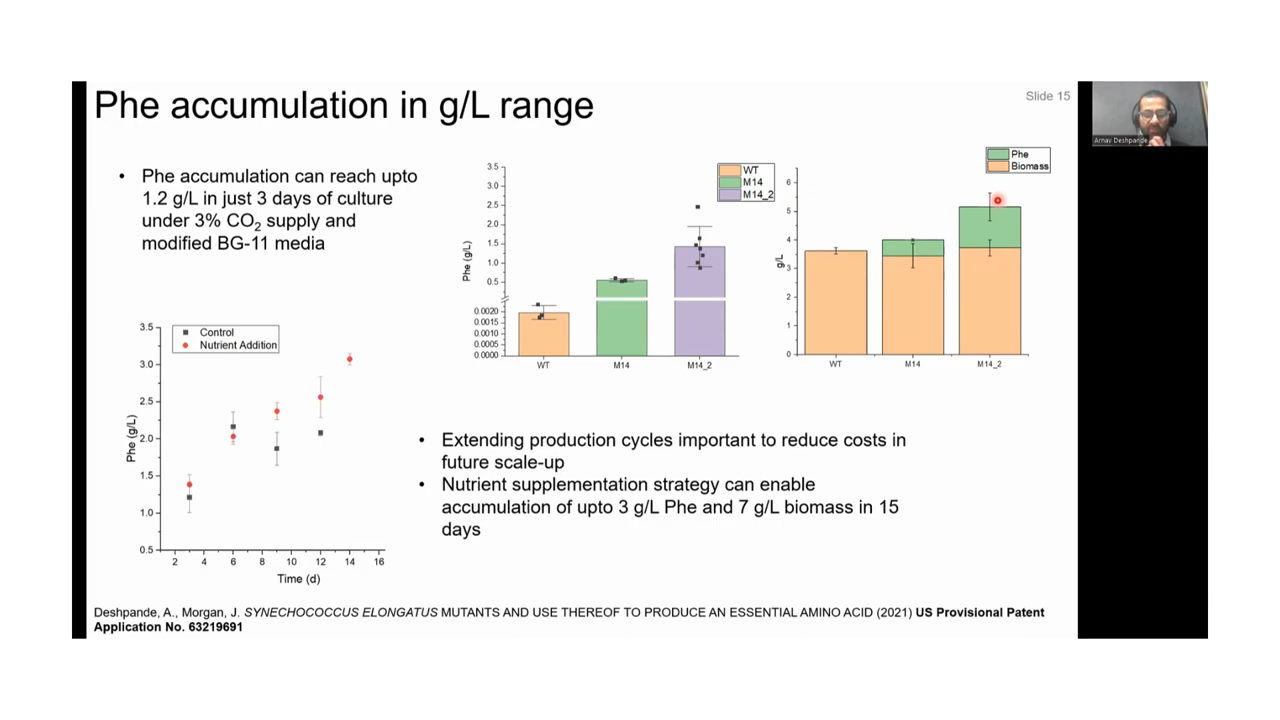 Phe accumulation in g/L range
Slide 15
Arnav Deshpande
• Phe accumulation can reach upto
1.2 g/L in just 3 days of culture
under 3% CO2 supply and
modified BG-11 media
WT
M14
M14_2
3.5
3.0
2.5
2.0
1.5
1.0
0.5
0.0020
0.0015
0.0010
0.0005
0.0000
Phe (g/L)
WT M14 M14_2
Phe
Biomass
6
5
4
3
2
1
0
g/L
WT M14 M14_2
Control
Nutrient Addition
3.5
3.0
2.5
2.0
1.5
1.0
0.5
Phe (g/L)
2 4 6 8 10 12 14 16
Time (d)
• Extending production cycles important to reduce costs in
future scale-up
• Nutrient supplementation strategy can enable
accumulation of upto 3 g/L Phe and 7 g/L biomass in 15
days
Deshpande, A., Morgan, J. SYNECHOCOCCUS ELONGATUS MUTANTS AND USE THEREOF TO PRODUCE AN ESSENTIAL AMINO ACID (2021) US Provisional Patent
Application No. 63219691